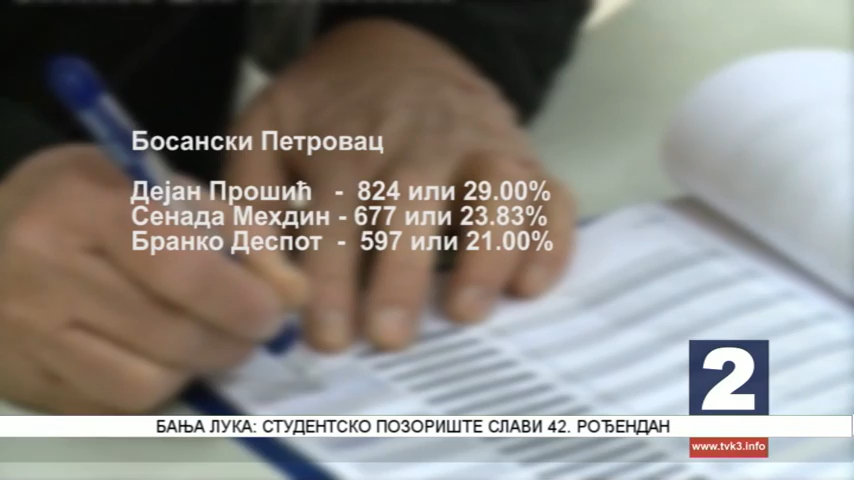 Босански Петровац
Дејан Прошић - 824 или 29.00%
Сенада Мехдин - 677 или 23.83%
Бранко Деспот - 597 или 21.00%
2
БАЊА ЛУКА: СТУДЕНТСКО ПОЗОРИШТЕ СЛАВИ 42. РОЂЕНДАН
www.tvk3.info